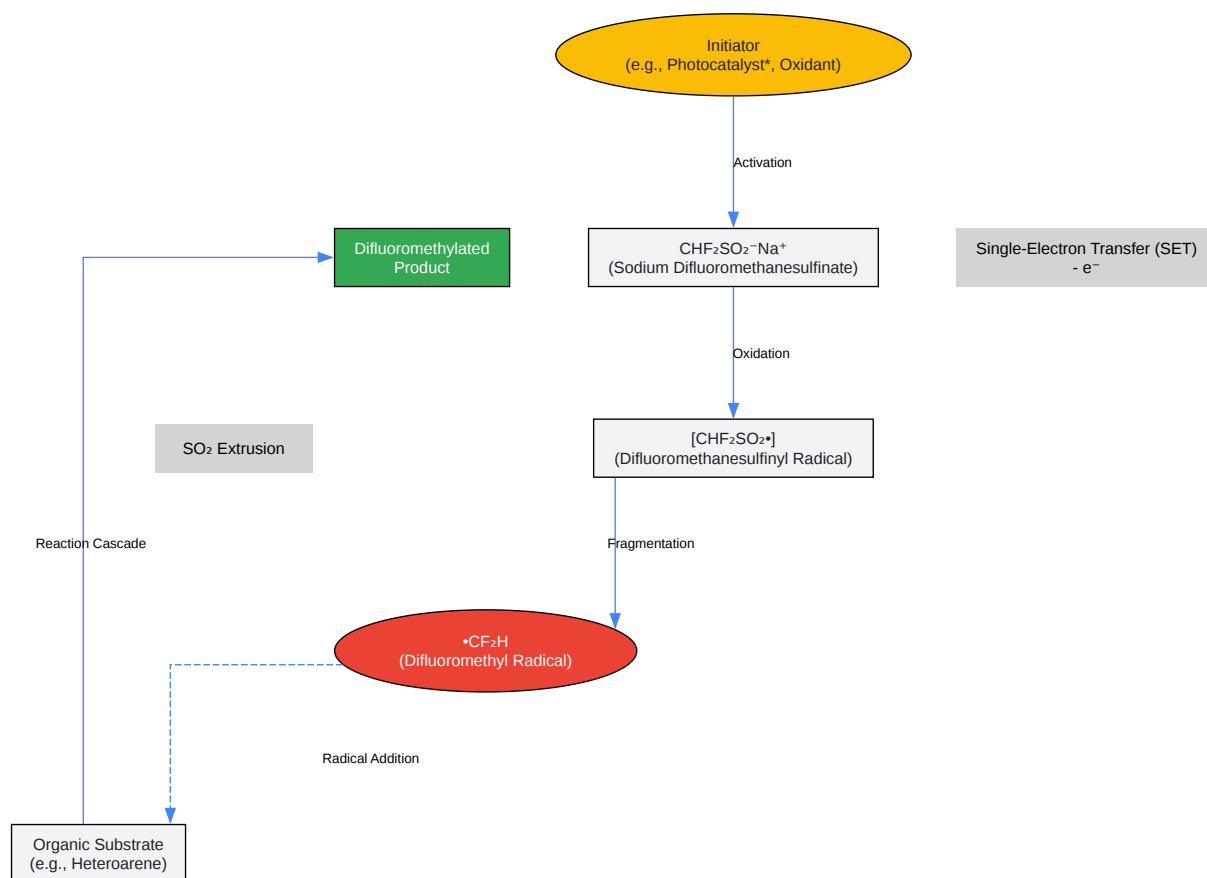 Initiator
(e.g., Photocatalyst*, Oxidant)
Activation
Difluoromethylated
Product
CHF₂SO₂⁻Na⁺
(Sodium Difluoromethanesulfinate)
Single-Electron Transfer (SET)
- e⁻
Oxidation
SO₂ Extrusion
[CHF₂SO₂•]
(Difluoromethanesulfinyl Radical)
Reaction Cascade
Fragmentation
•CF₂H
(Difluoromethyl Radical)
Radical Addition
Organic Substrate
(e.g., Heteroarene)